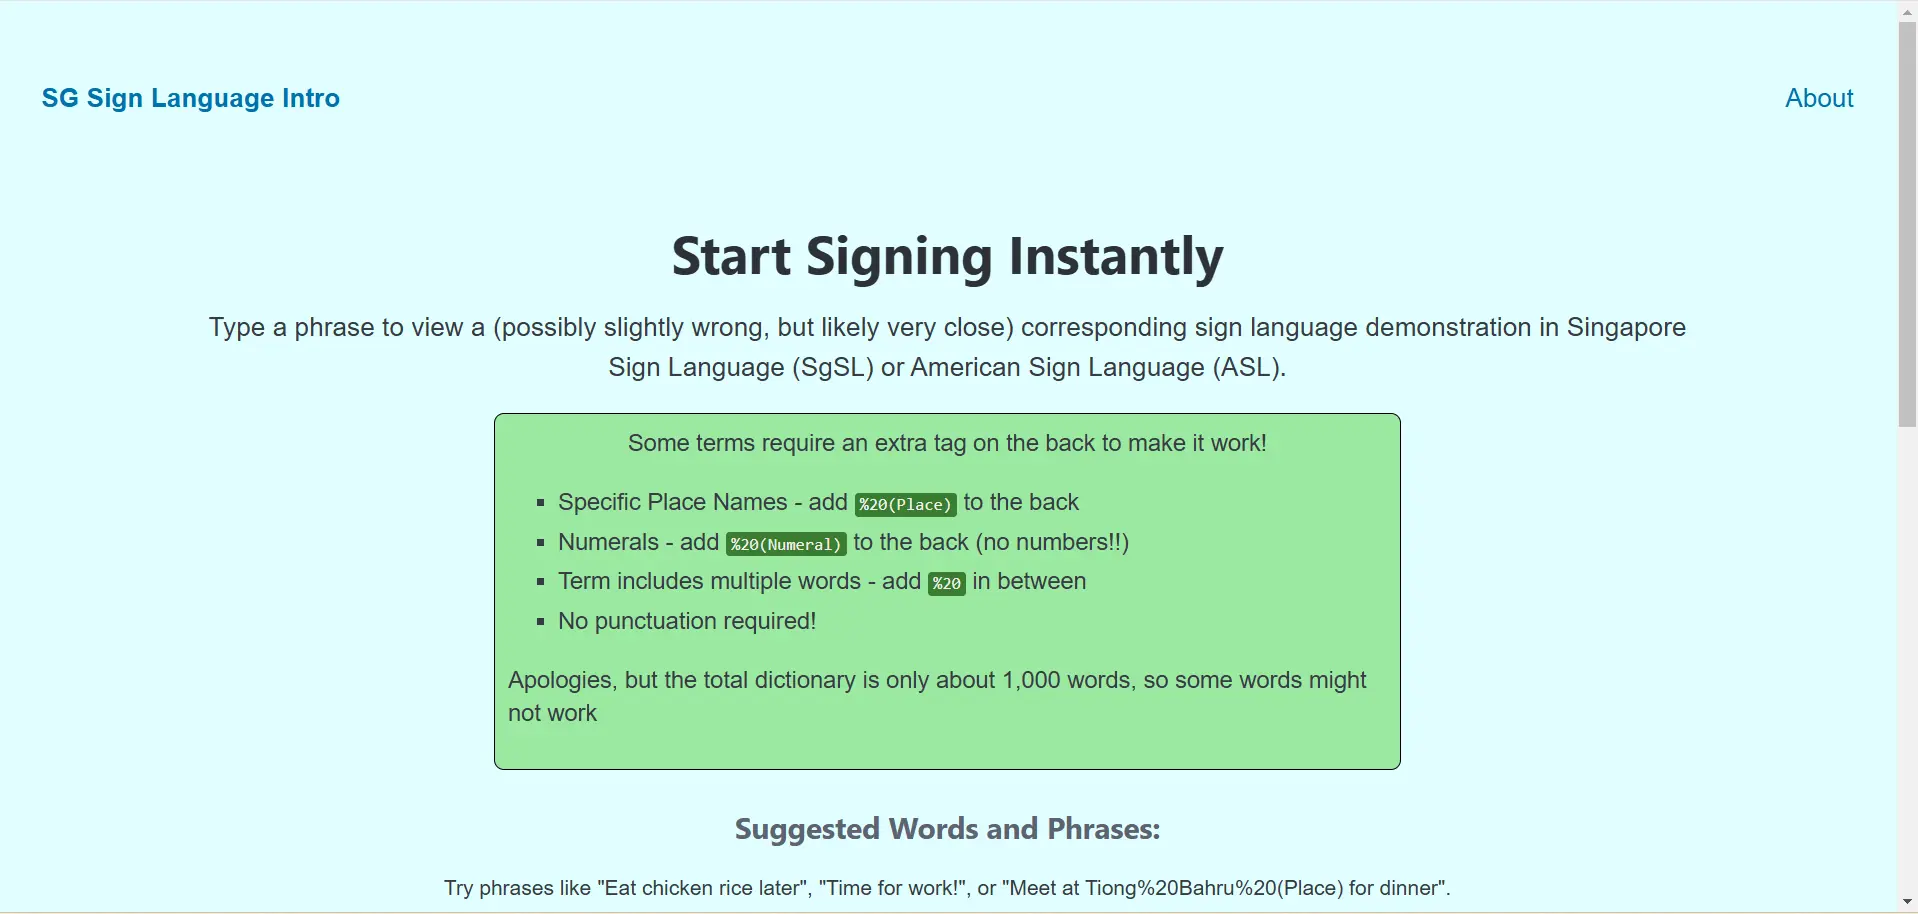 SG Sign Language Intro
About
Start Signing Instantly
Type a phrase to view a (possibly slightly wrong, but likely very close) corresponding sign language demonstration in Singapore
Sign Language (SgSL) or American Sign Language (ASL).
Some terms require an extra tag on the back to make it work!
Specific Place Names - add %20(Place) to the back
Numerals - add %20(Numeral) to the back (no numbers!!)
Term includes multiple words - add %20 in between
No punctuation required!
Apologies, but the total dictionary is only about 1,000 words, so some words might
not work
Suggested Words and Phrases:
Try phrases like "Eat chicken rice later", "Time for work!", or "Meet at Tiong%20Bahru%20(Place) for dinner".